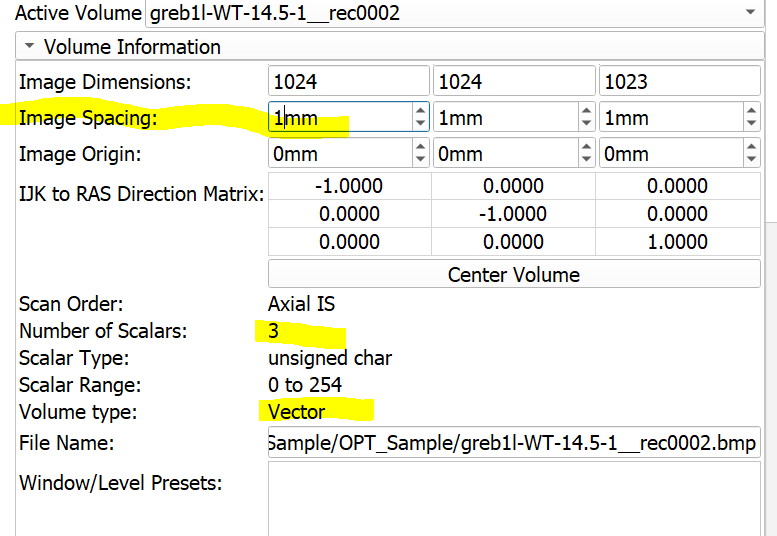 Active Volume greb1l-WT-14.5-1__rec0002
Volume Information
Image Dimensions: 1024 1024 1023
Image Spacing: 1mm 1mm 1mm
Image Origin: 0mm 0mm 0mm
IJK to RAS Direction Matrix: -1.0000 0.0000 0.0000
0.0000 -1.0000 0.0000
0.0000 0.0000 1.0000
Center Volume
Scan Order: Axial IS
Number of Scalars: 3
Scalar Type: unsigned char
Scalar Range: 0 to 254
Volume type: Vector
File Name: Sample/OPT_Sample/greb1l-WT-14.5-1__rec0002.bmp
Window/Level Presets: